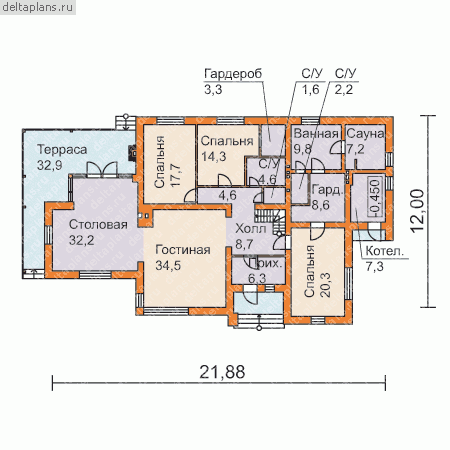 deltaplans.ru
Гардероб
3,3
С/У
1,6
С/У
2,2
Терраса
32,9
Спальня
17,7
Спальня
14,3
С/У
4,6
Ванная
9,8
Сауна
7,2
4,6
Гард.
8,6
-0.450
Столовая
32,2
Гостиная
34,5
Холл
8,7
Прих.
6,3
Спальня
20,3
Котел.
7,3
12,00
21,88